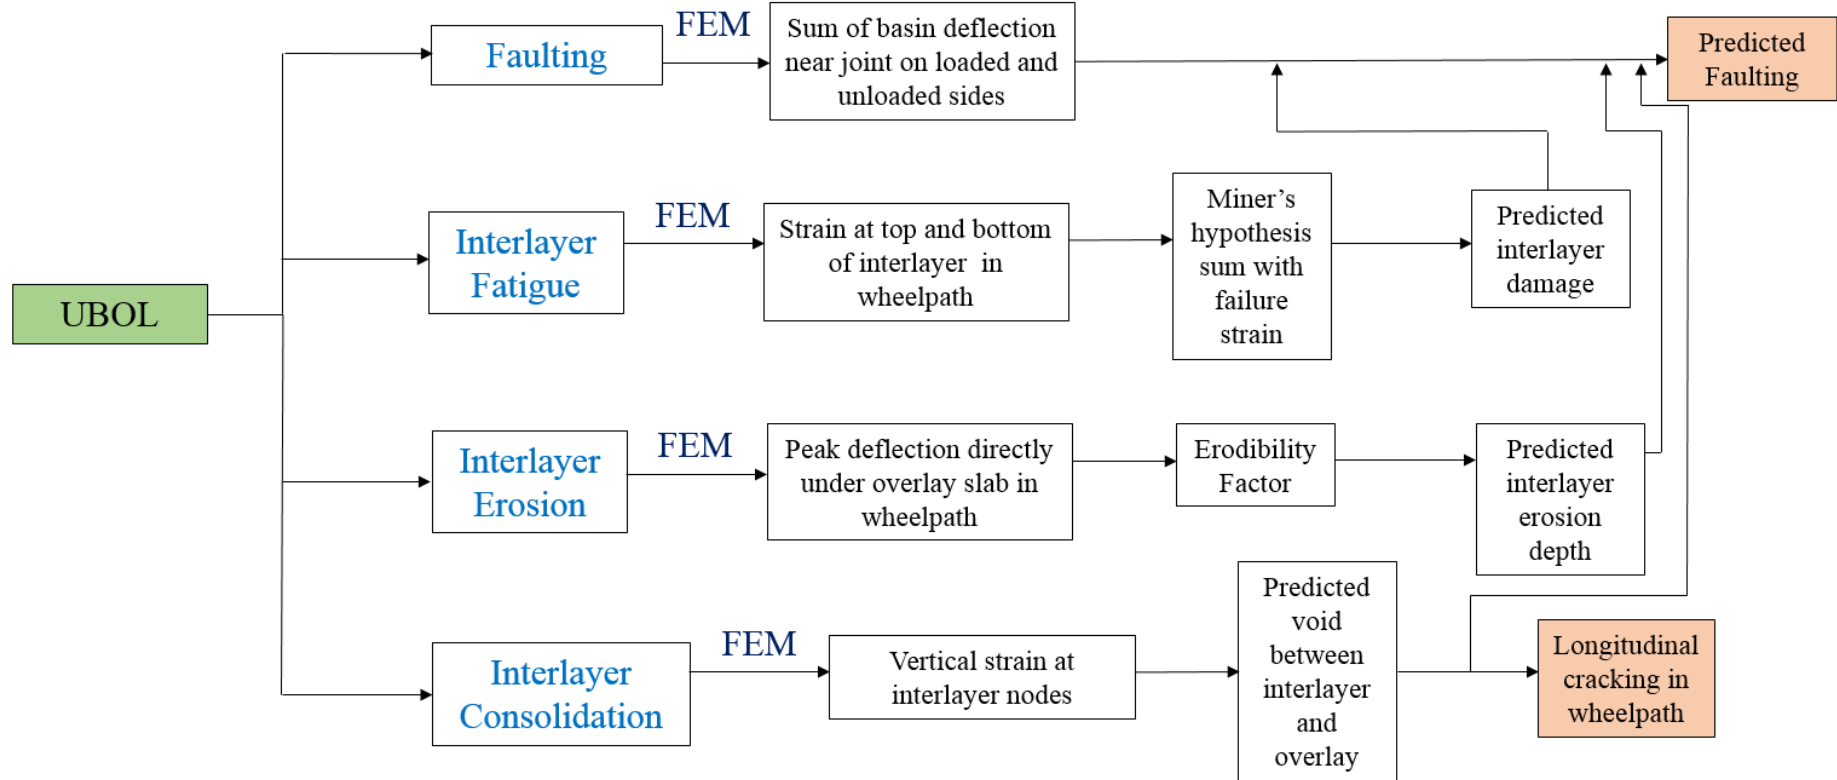 UBOL
Faulting
FEM
Sum of basin deflection
near joint on loaded and
unloaded sides
Predicted
Faulting
Interlayer
Fatigue
FEM
Strain at top and bottom
of interlayer in
wheelpath
Miner’s
hypothesis
sum with
failure
strain
Predicted
interlayer
damage
Interlayer
Erosion
FEM
Peak deflection directly
under overlay slab in
wheelpath
Erodibility
Factor
Predicted
interlayer
erosion
depth
Interlayer
Consolidation
FEM
Vertical strain at
interlayer nodes
Predicted
void
between
interlayer
and
overlay
Longitudinal
cracking in
wheelpath